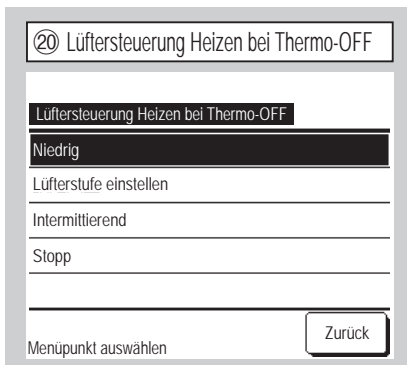 ⑳ Lüftersteuerung Heizen bei Thermo-OFF
Lüftersteuerung Heizen bei Thermo-OFF
Niedrig
Lüfterstufe einstellen
Intermittierend
Stopp
Zurück
Menüpunkt auswählen